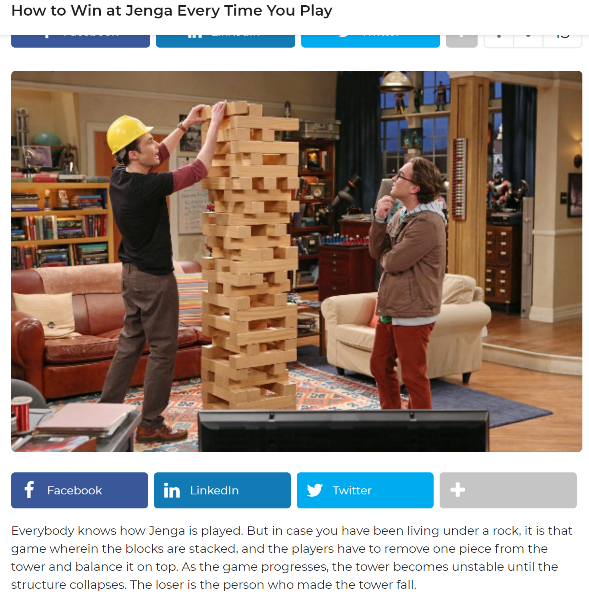 How to Win at Jenga Every Time You Play
Facebook
LinkedIn
Twitter
Everybody knows how Jenga is played. But in case you have been living under a rock, it is that
game wherein the blocks are stacked, and the players have to remove one piece from the
tower and balance it on top. As the game progresses, the tower becomes unstable until the
structure collapses. The loser is the person who made the tower fall.